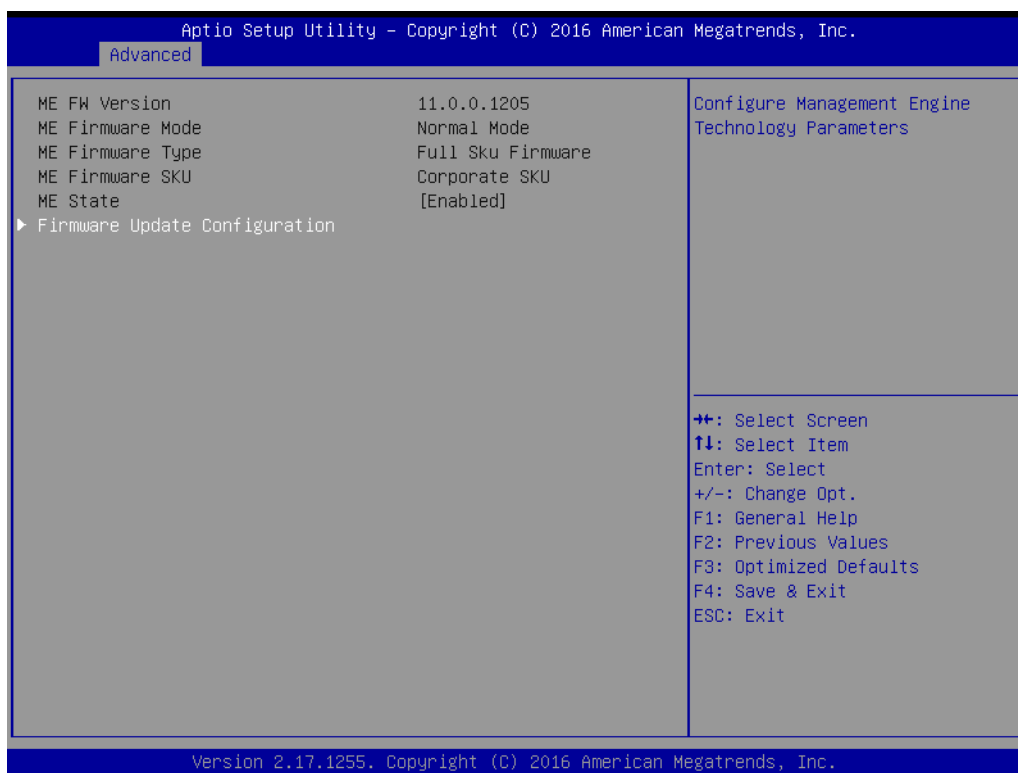 Aptio Setup Utility – Copyright (C) 2016 American Megatrends, Inc.
Advanced
ME FW Version 11.0.0.1205
ME Firmware Mode Normal Mode
ME Firmware Type Full Sku Firmware
ME Firmware SKU Corporate SKU
ME State [Enabled]
▶ Firmware Update Configuration
Configure Management Engine
Technology Parameters
→←: Select Screen
↑↓: Select Item
Enter: Select
+/-: Change Opt.
F1: General Help
F2: Previous Values
F3: Optimized Defaults
F4: Save & Exit
ESC: Exit
Version 2.17.1255. Copyright (C) 2016 American Megatrends, Inc.